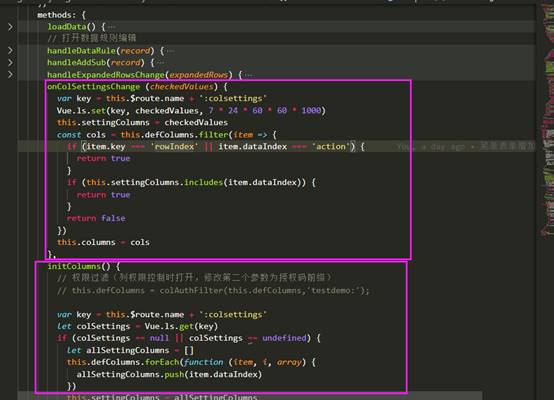 },
methods: {
loadData() { ...
// 打开数据规则编辑
handleDataRule(record) { ...
handleAddSub(record) { ...
handleExpandedRowsChange(expandedRows) { ...
onColSettingsChange (checkedValues) {
var key = this.$route.name + ':colsettings'
Vue.ls.set(key, checkedValues, 7 * 24 * 60 * 60 * 1000)
this.settingColumns = checkedValues
const cols = this.defColumns.filter(item => {
if (item.key === 'rowIndex' || item.dataIndex === 'action') { You, a day ago •
return true
}
if (this.settingColumns.includes(item.dataIndex)) {
return true
}
return false
})
this.columns = cols
},
initColumns() {
// 权限过滤（列权限控制时打开，修改第二个参数为授权码前缀）
// this.defColumns = colAuthFilter(this.defColumns,'testdemo:');
var key = this.$route.name + ':colsettings'
let colSettings = Vue.ls.get(key)
if (colSettings == null || colSettings == undefined) {
let allSettingColumns = []
this.defColumns.forEach(function (item, i, array) {
allSettingColumns.push(item.dataIndex)
})
this.settingColumns = allSettingColumns